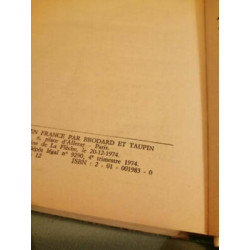 EN FRANCE PAR BRODARD ET TAUPIN
6, place d'Alleray - Paris.
de La Flèche, le 20-12-1974.
légal n° 9290, 4e trimestre 1974.
12 ISBN : 2 - 01 - 001983 - 0